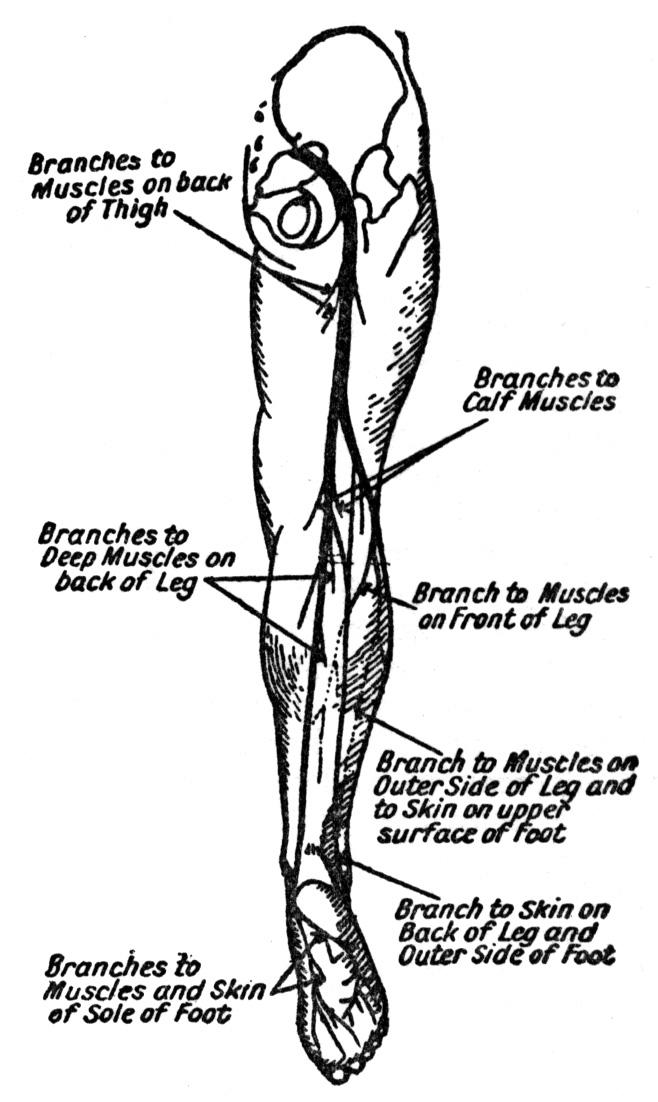 Branches to
Muscles on back
of Thigh
Branches to
Calf Muscles
Branches to
Deep Muscles on
back of Leg
Branch to Muscles
on Front of Leg
Branch to Muscles on
Outer Side of Leg and
to Skin on upper
surface of Foot
Branch to Skin on
Back of Leg and
Outer Side of Foot
Branches to
Muscles and Skin
of Sole of Foot